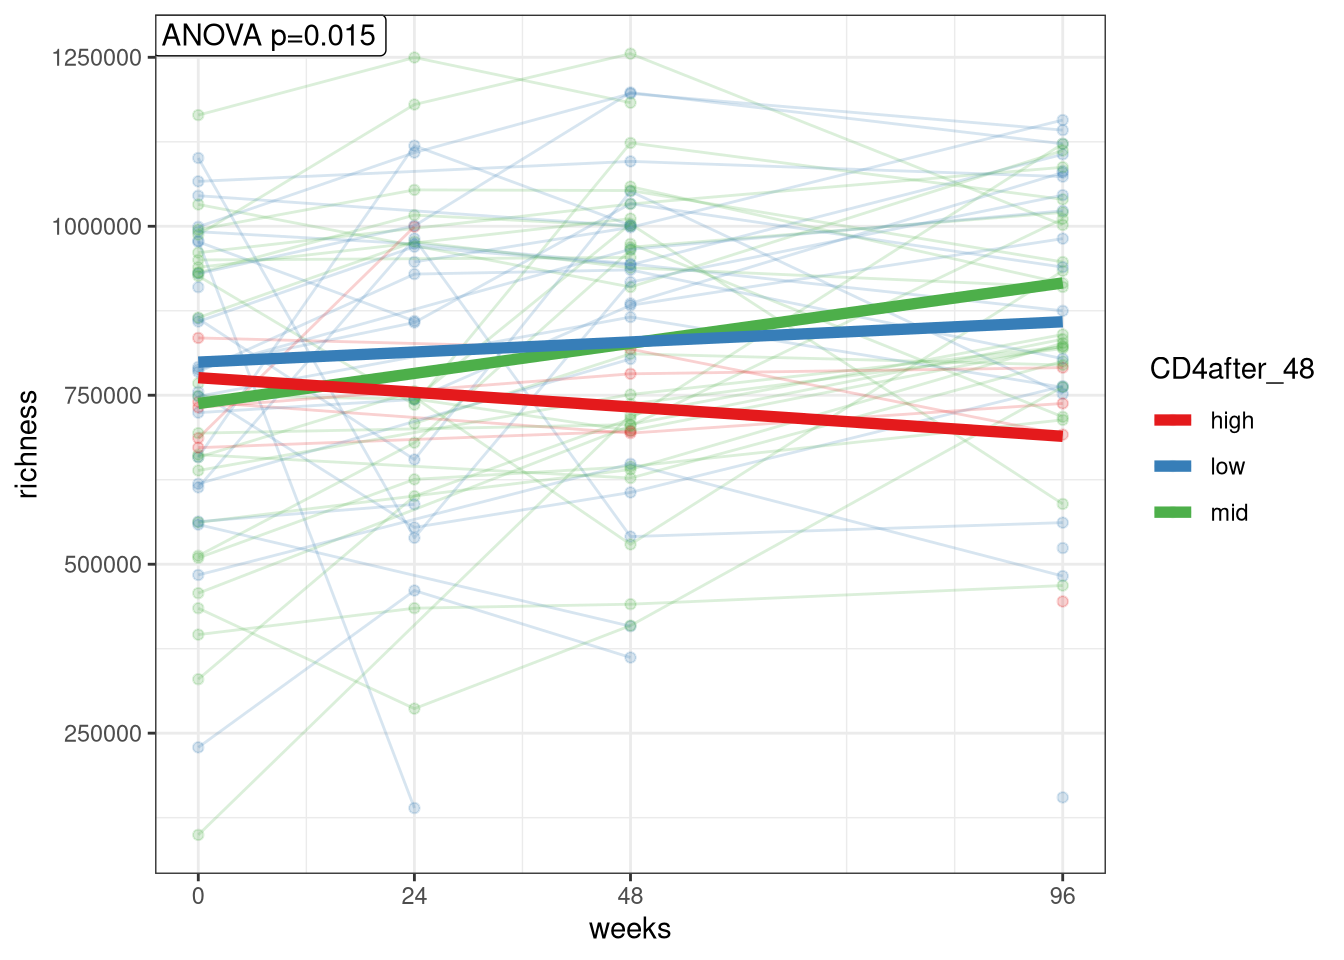 ANOVA p=0.015
1250000
1000000
750000
500000
250000
richness
0 24 48 96
weeks
CD4after_48
high
low
mid